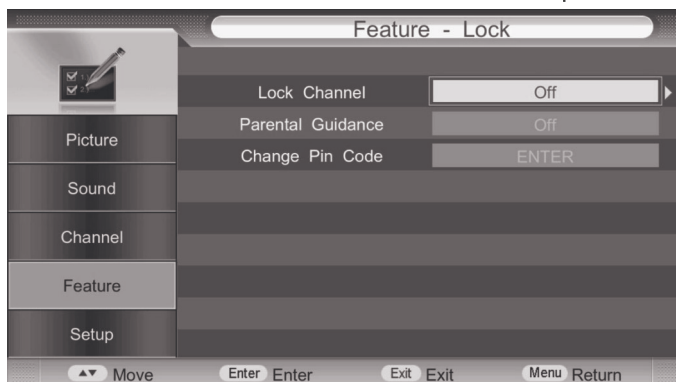 Feature - Lock
Lock Channel Off
Parental Guidance Off
Change Pin Code ENTER
Picture
Sound
Channel
Feature
Setup
Move Enter Enter Exit Exit Menu Return